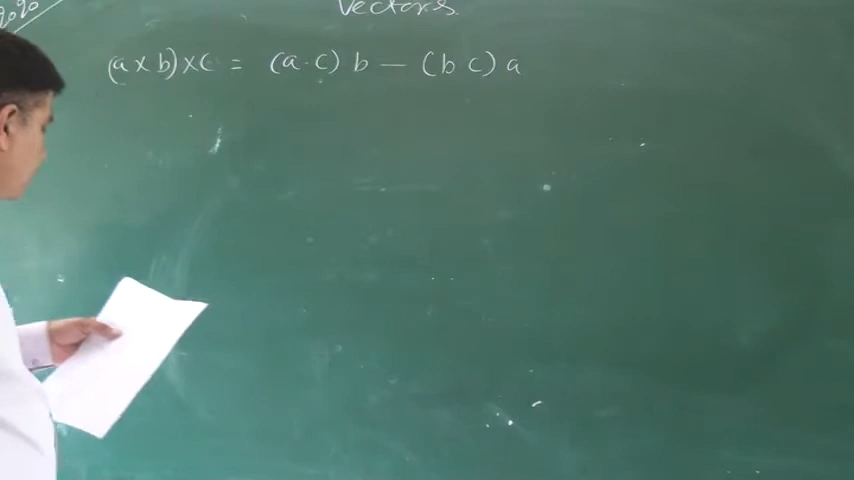 Vectors.
(a × b) × c = (a · c) b — (b c) a